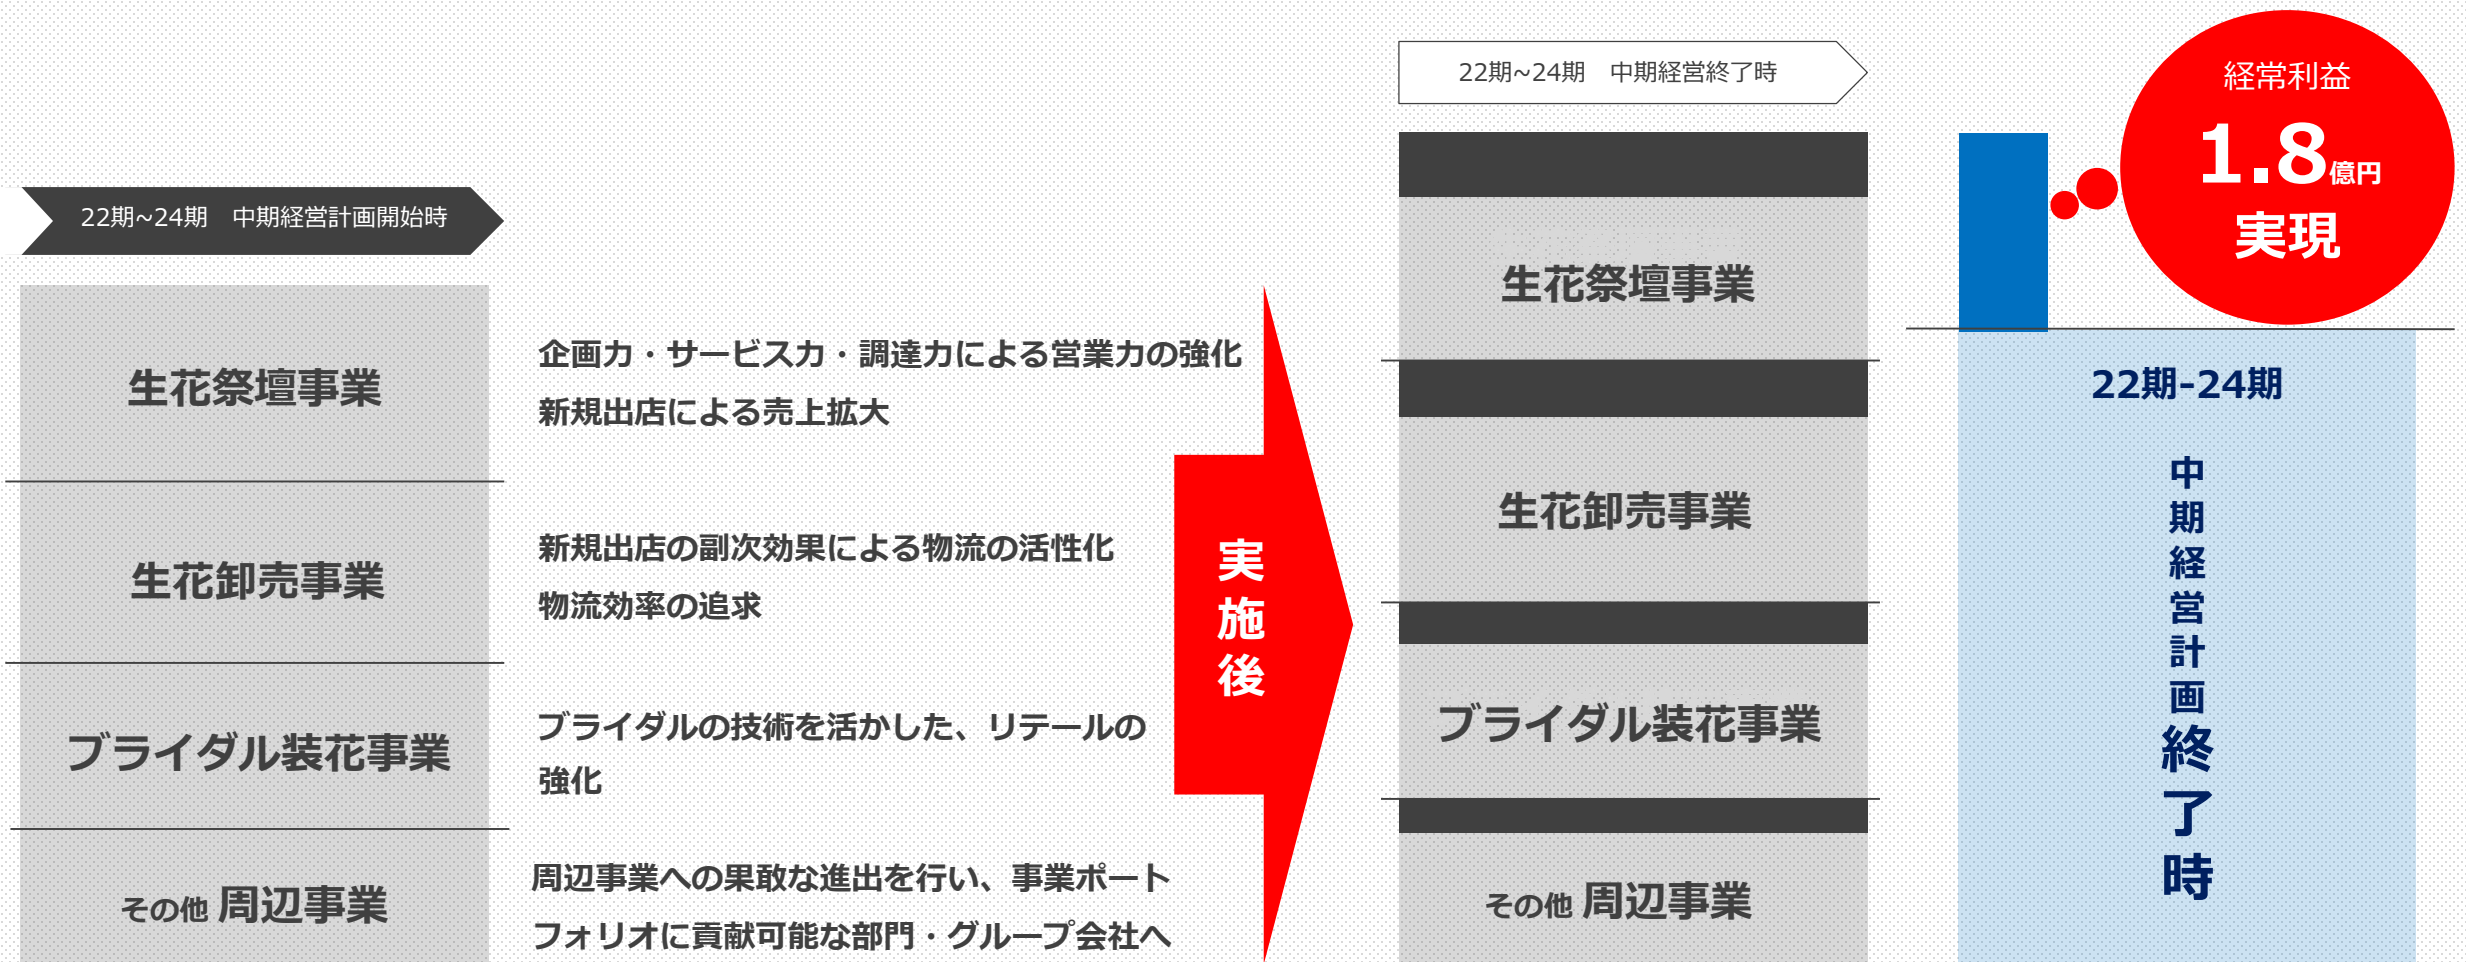 22期~24期　中期経営計画開始時
生花祭壇事業
生花卸売事業
ブライダル装花事業
その他 周辺事業
企画力・サービス力・調達力による営業力の強化
新規出店による売上拡大
新規出店の副次効果による物流の活性化
物流効率の追求
ブライダルの技術を活かした、リテールの
強化
周辺事業への果敢な進出を行い、事業ポート
フォリオに貢献可能な部門・グループ会社へ
実施後
22期~24期　中期経営終了時
生花祭壇事業
生花卸売事業
ブライダル装花事業
その他 周辺事業
経常利益
1.8億円
実現
22期-24期
中期経営計画終了時